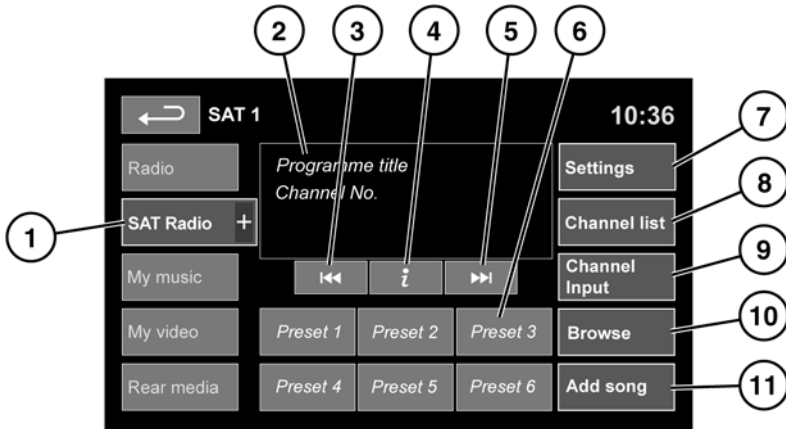 2 3 4 5 6
SAT 1 10:36
7
Radio
Programme title
Channel No.
Settings
8
1
SAT Radio +
Channel list
9
My music
i
Channel
Input
10
My video
Preset 1 Preset 2 Preset 3
Browse
11
Rear media
Preset 4 Preset 5 Preset 6
Add song